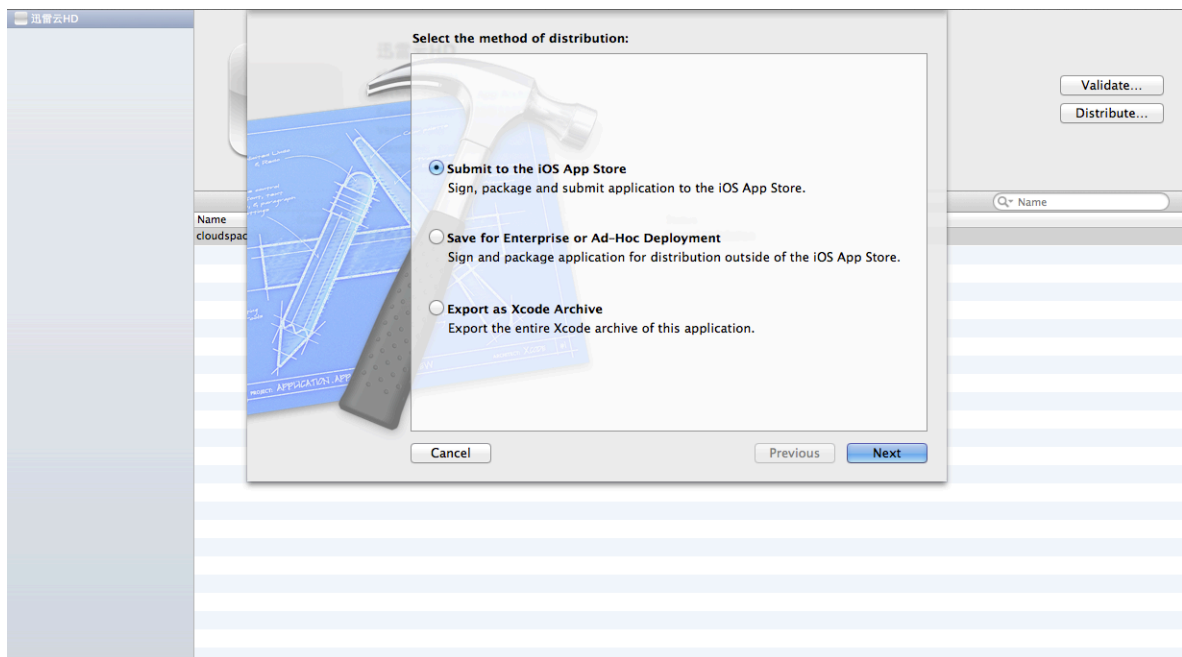 迅雷云HD
Select the method of distribution:
Validate...
Distribute...
Submit to the iOS App Store
Sign, package and submit application to the iOS App Store.
Name
Name
cloudspac
Save for Enterprise or Ad-Hoc Deployment
Sign and package application for distribution outside of the iOS App Store.
Export as Xcode Archive
Export the entire Xcode archive of this application.
Cancel
Previous
Next